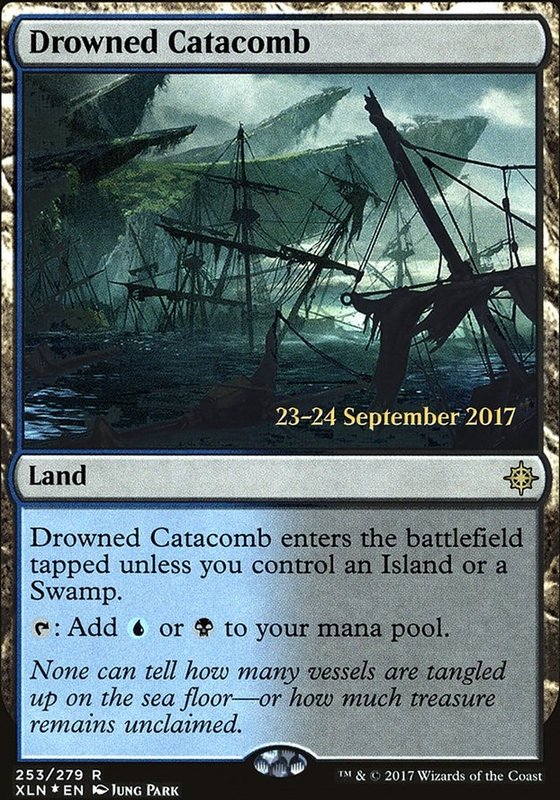 Drowned Catacomb
23–24 September 2017
Land
Drowned Catacomb enters the battlefield
tapped unless you control an Island or a
Swamp.
: Add or to your mana pool.
None can tell how many vessels are tangled
up on the sea floor—or how much treasure
remains unclaimed.
253/279 R
XLN ★ EN Jung Park
™ & © 2017 Wizards of the Coast